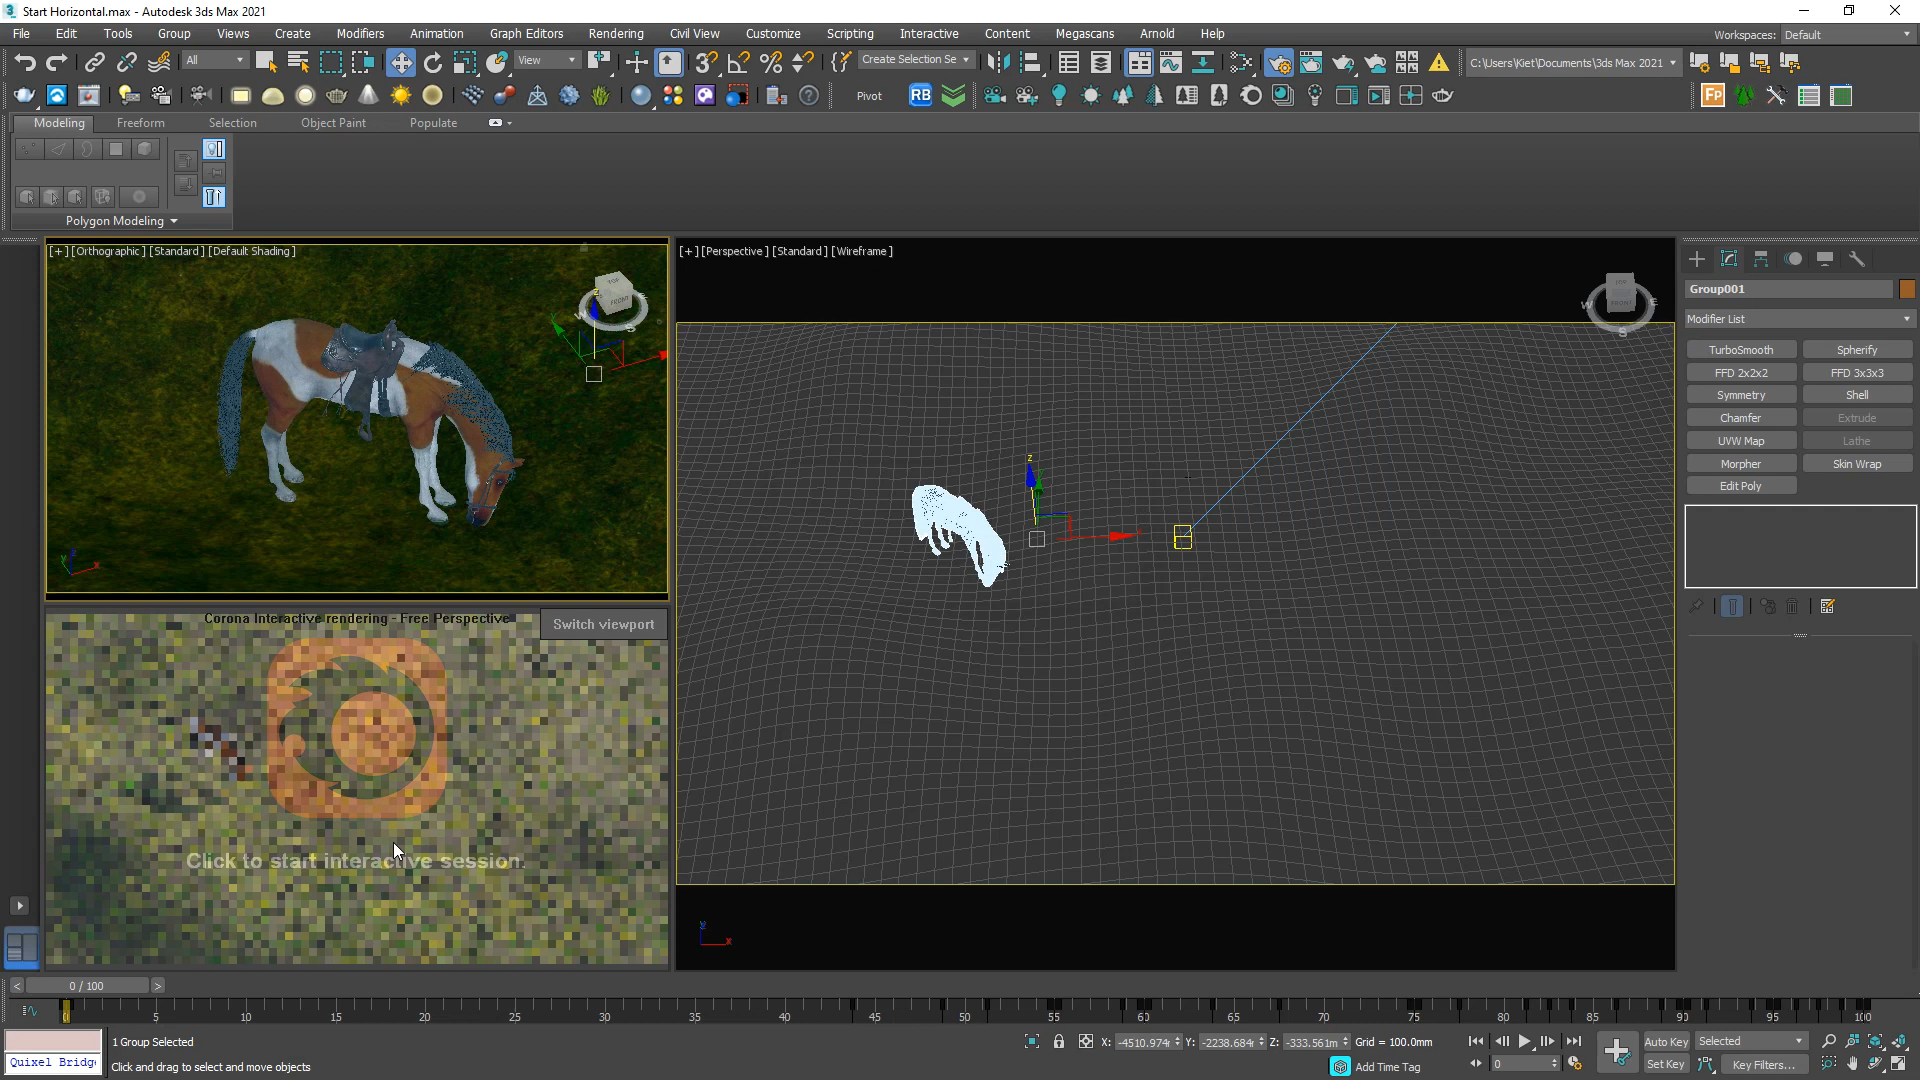 Start Horizontal.max - Autodesk 3ds Max 2021
File Edit Tools Group Views Create Modifiers Animation Graph Editors Rendering Civil View Customize Scripting Interactive Content Megascans Arnold Help
Workspaces: Default
All
View
Create Selection Se
C:\Users\Kiet\Documents\3ds Max 2021
Pivot
RB
FP
Modeling Freeform Selection Object Paint Populate
Polygon Modeling
[+] [Orthographic] [Standard] [Default Shading]
[+] [Perspective] [Standard] [Wireframe]
Group001
Modifier List
TurboSmooth Spherify
FFD 2x2x2 FFD 3x3x3
Symmetry Shell
Chamfer Extrude
UVW Map Lathe
Morpher Skin Wrap
Edit Poly
Corona Interactive rendering - Free Perspective
Switch viewport
Click to start interactive session.
< 0 / 100 >
0 5 10 15 20 25 30 35 40 45 50 55 60 65 70 75 80 85 90 95 100
1 Group Selected
X: -4510.974r Y: -2238.684r Z: -333.561m Grid = 100.0mm
Auto Key Selected
Quixel Bridg
Click and drag to select and move objects
Add Time Tag
0
Set Key Key Filters...